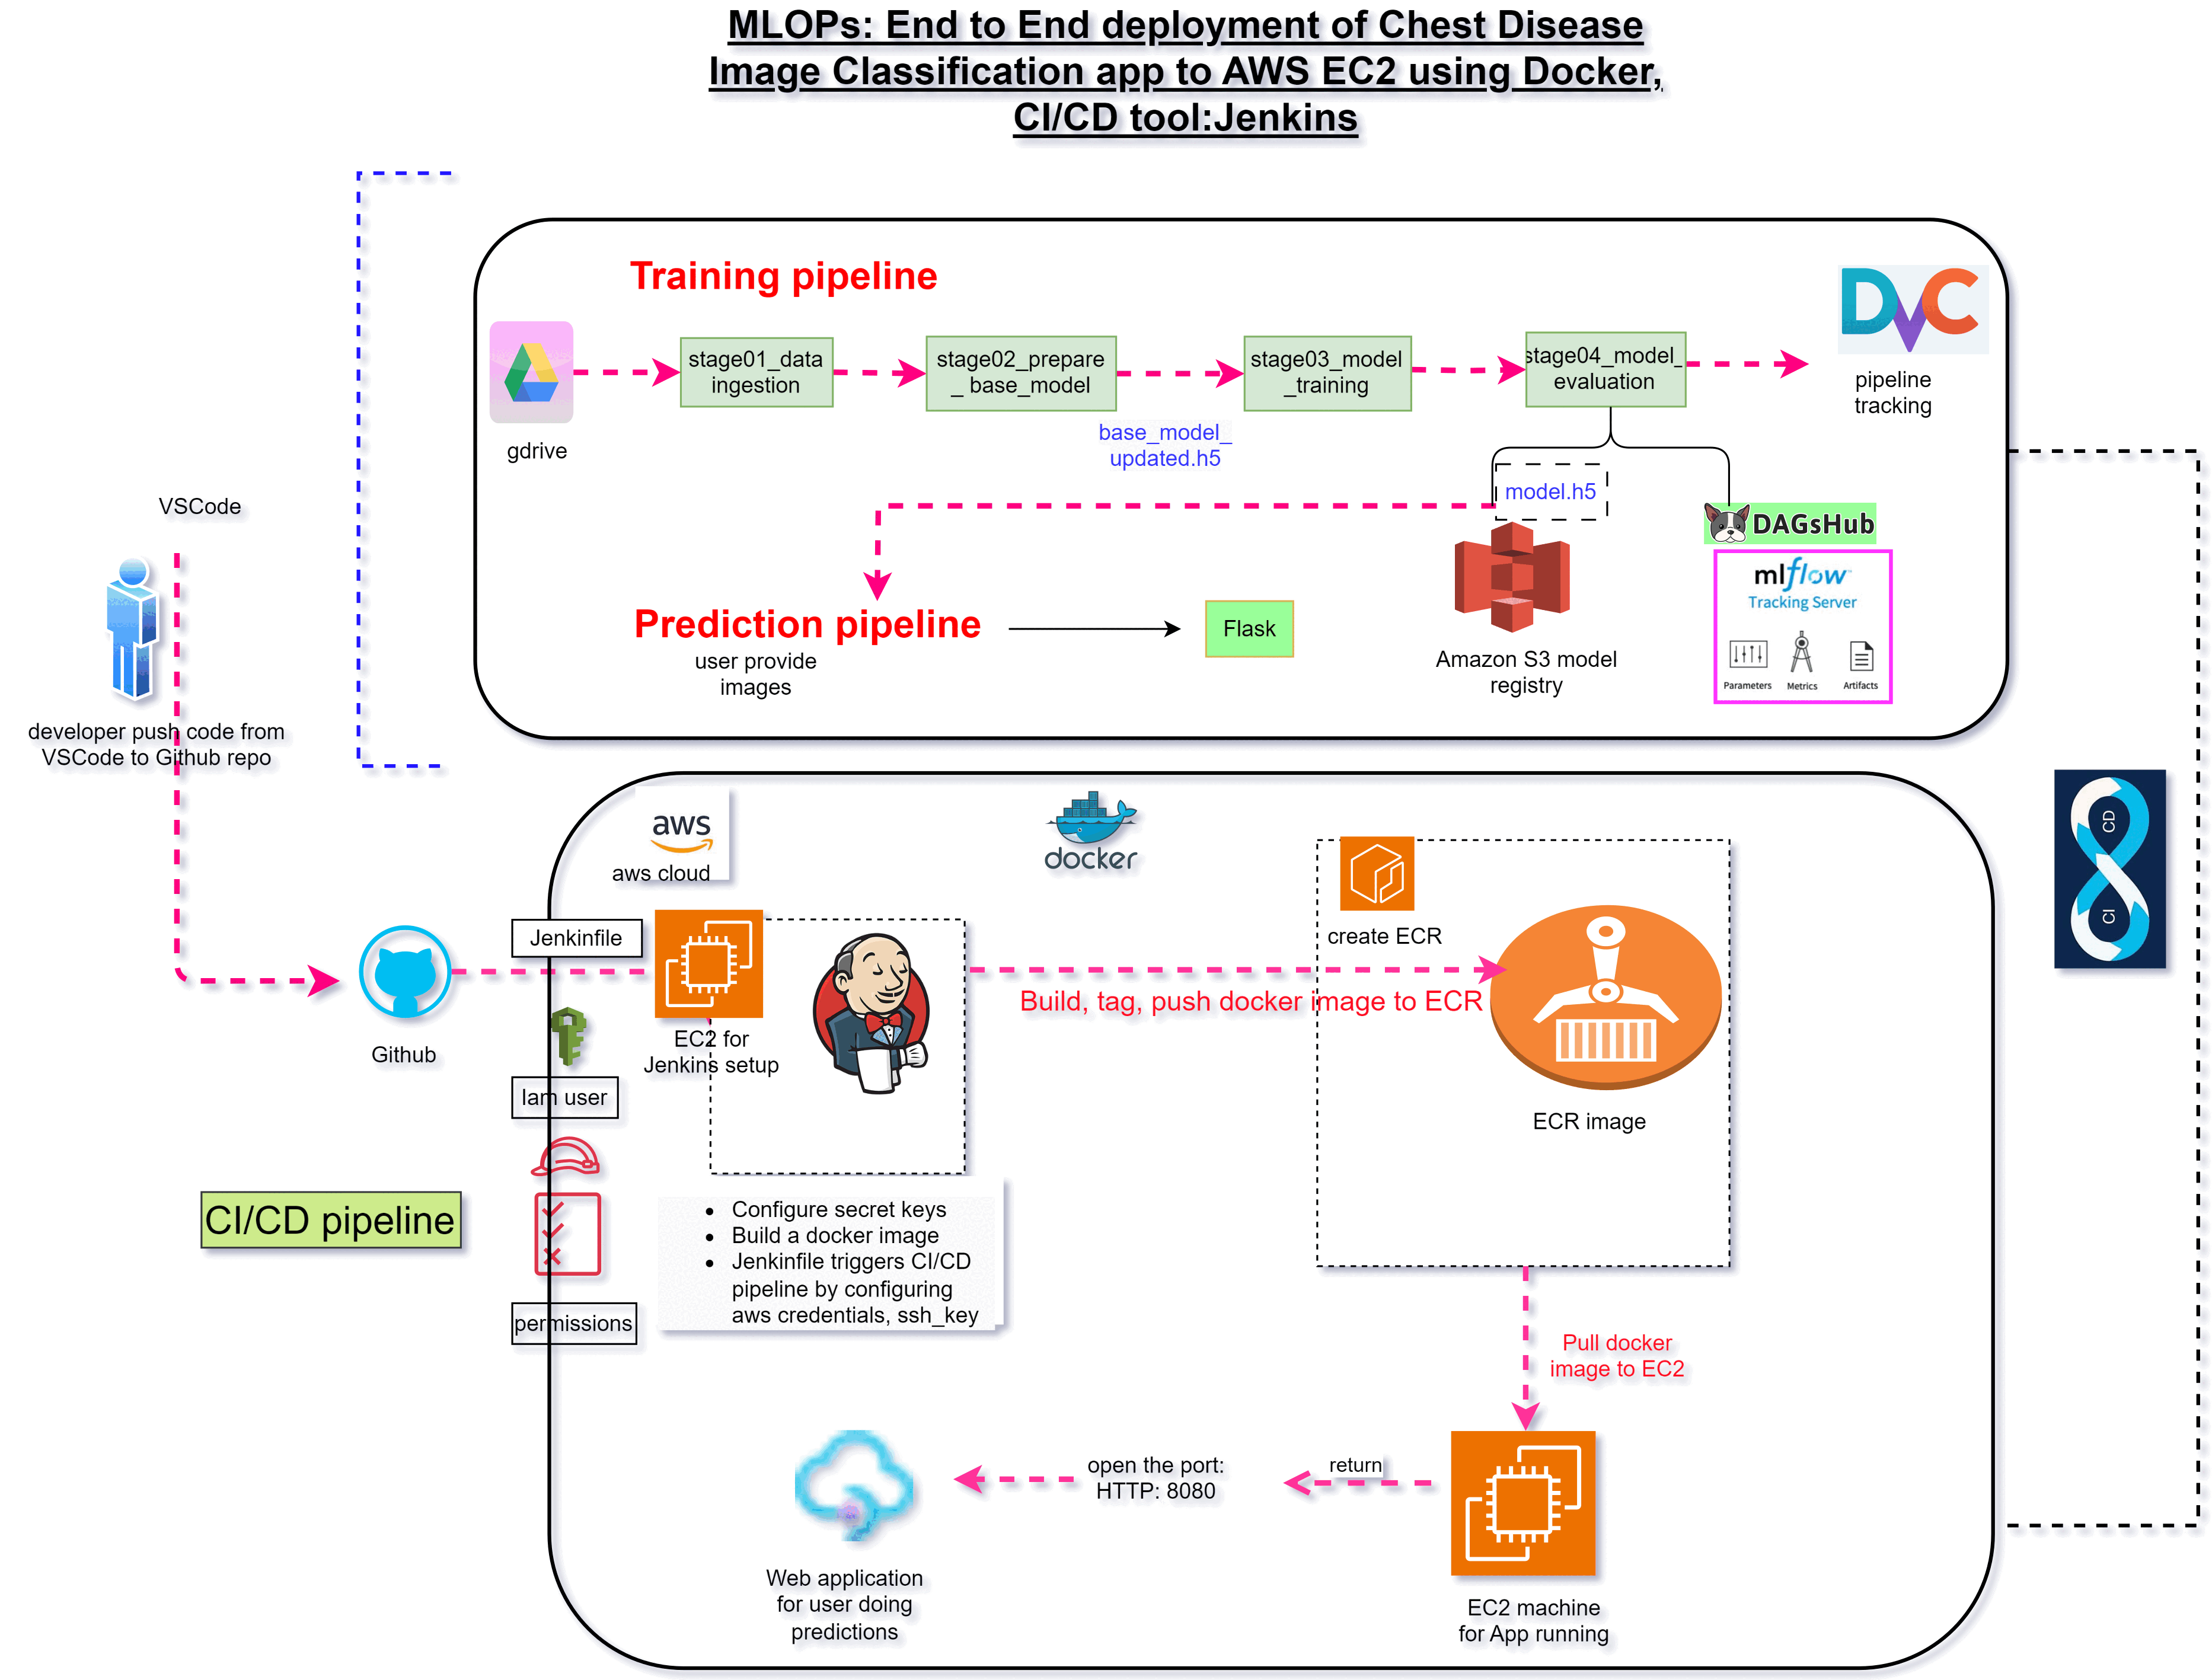 MLOPs: End to End deployment of Chest Disease
Image Classification app to AWS EC2 using Docker,
CI/CD tool:Jenkins
Training pipeline
DVC
stage01_data
ingestion
stage02_prepare
_ base_model
stage03_model
_training
stage04_model_
evaluation
pipeline
tracking
gdrive
base_model_
updated.h5
model.h5
VSCode
DAGsHub
mlflow™
Tracking Server
Parameters
Metrics
Artifacts
Prediction pipeline
user provide
images
Flask
Amazon S3 model
registry
developer push code from
VSCode to Github repo
aws
aws cloud
docker
CD
CI
Jenkinfile
create ECR
Build, tag, push docker image to ECR
Github
EC2 for
Jenkins setup
Iam user
ECR image
CI/CD pipeline
Configure secret keys
Build a docker image
Jenkinfile triggers CI/CD
pipeline by configuring
aws credentials, ssh_key
permissions
Pull docker
image to EC2
open the port:
HTTP: 8080
return
Web application
for user doing
predictions
EC2 machine
for App running